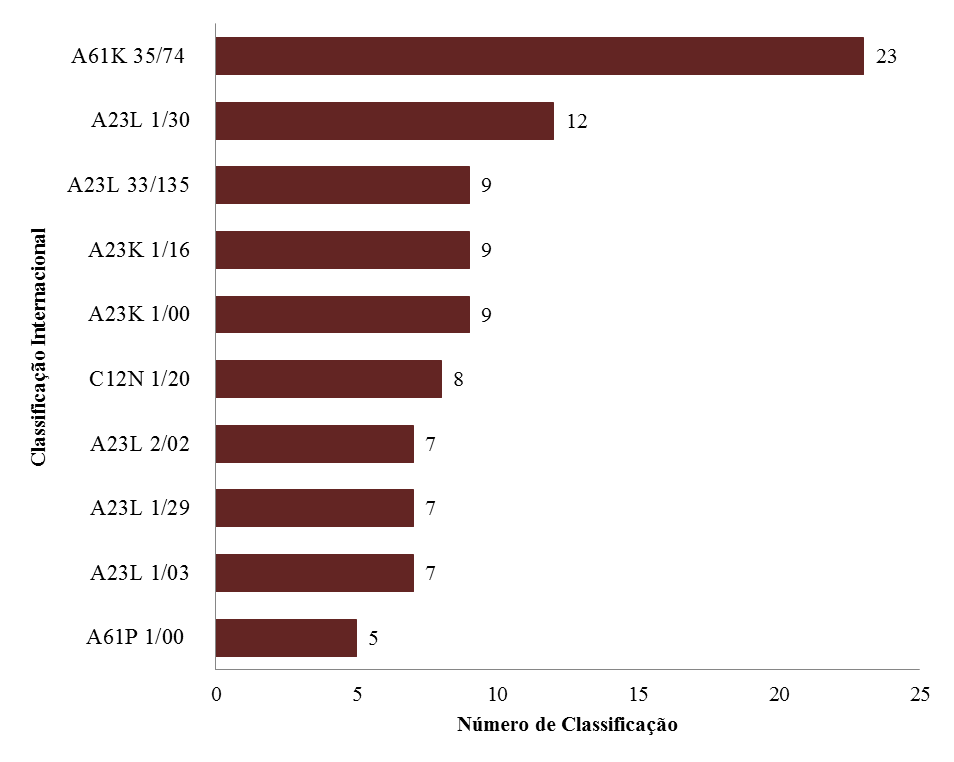 A61K 35/74 23
A23L 1/30 12
A23L 33/135 9
A23K 1/16 9
A23K 1/00 9
C12N 1/20 8
A23L 2/02 7
A23L 1/29 7
A23L 1/03 7
A61P 1/00 5
Classificação Internacional
0 5 10 15 20 25
Número de Classificação